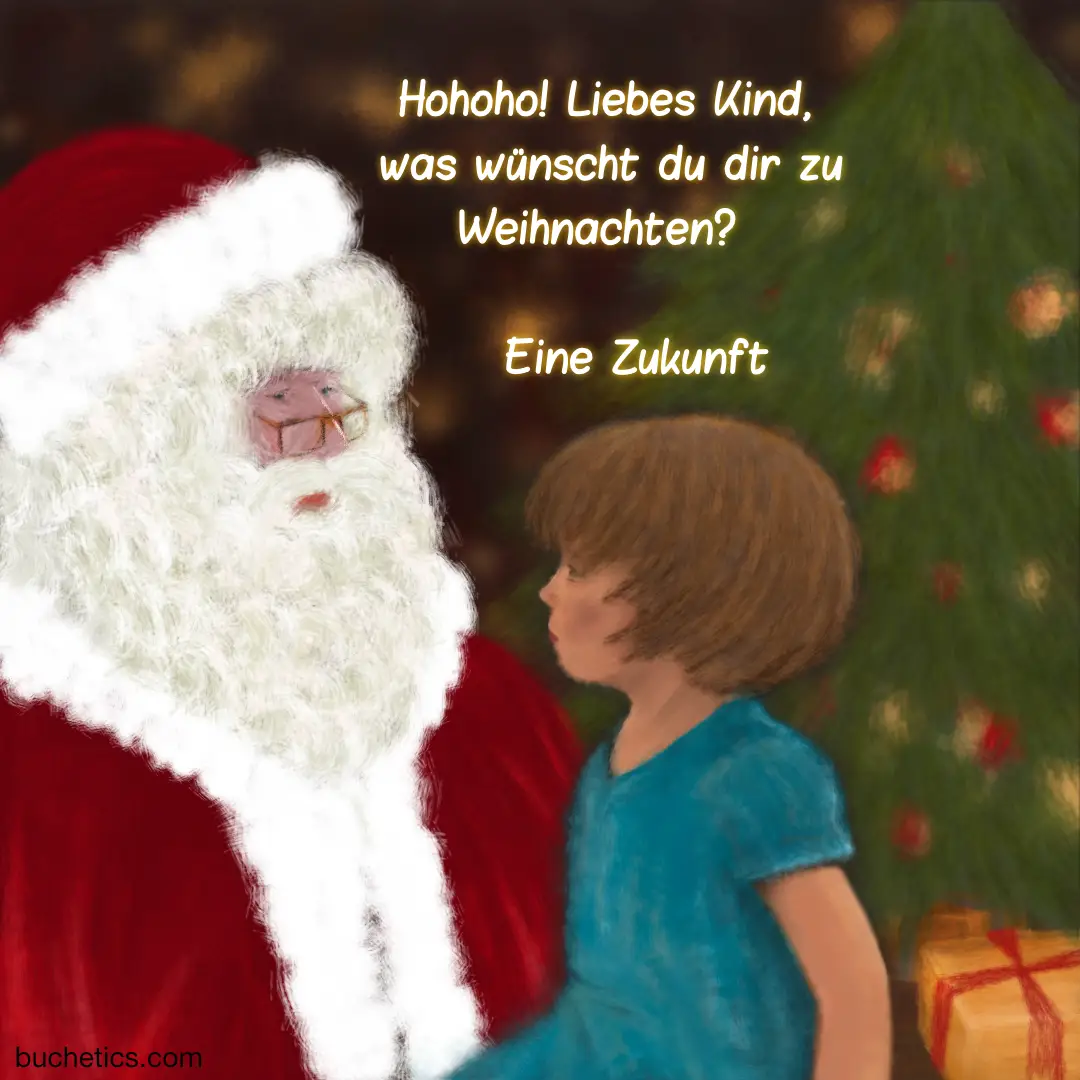 Hohoho! Liebes Kind,
was wünscht du dir zu
Weihnachten?
Eine Zukunft
buchetics.com